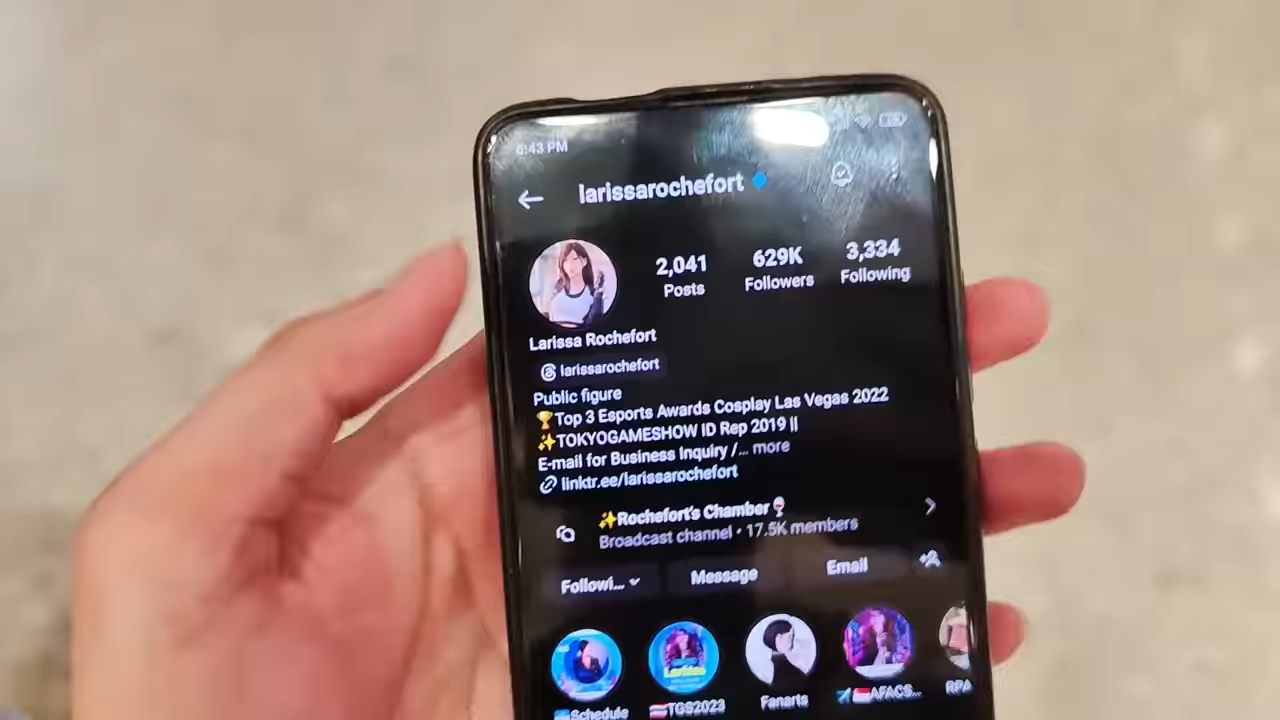 6:43 PM
larissarochefort
2,041 629K 3,334
Posts Followers Following
Larissa Rochefort
larissarochefort
Public figure
🏆Top 3 Esports Awards Cosplay Las Vegas 2022
✨TOKYOGAMESHOW ID Rep 2019 ||
E-mail for Business Inquiry /... more
linktr.ee/larissarochefort
✨Rochefort's Chamber🍷
Broadcast channel • 17.5K members
Followi... Message Email
Larissa
Schedule TGS2023 Fanarts AFACS... RPA